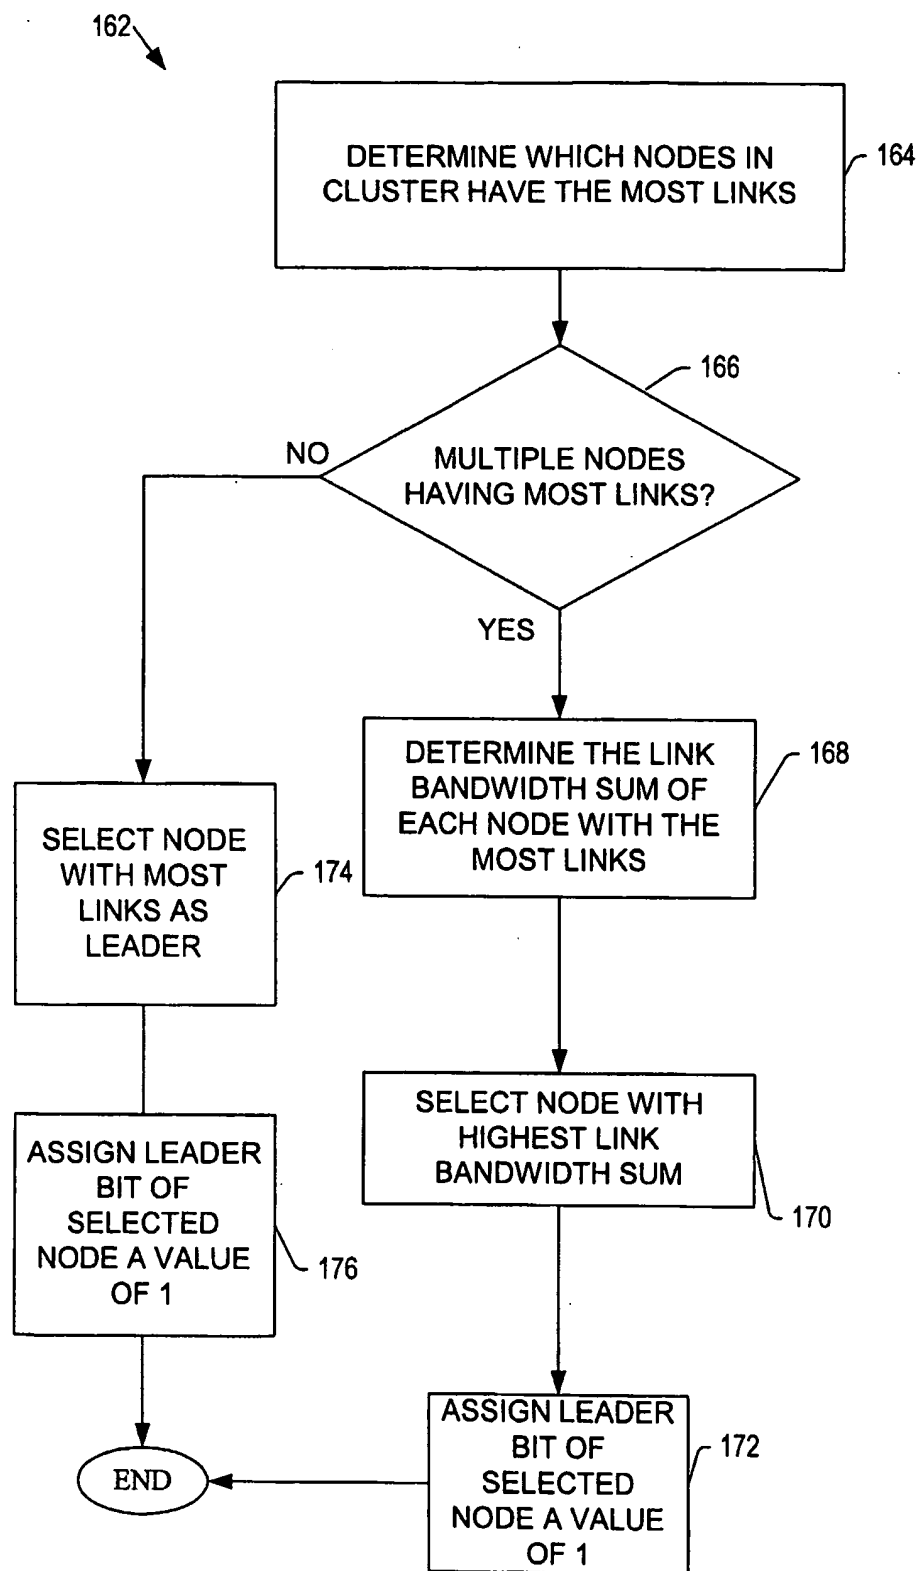 162
DETERMINE WHICH NODES IN
CLUSTER HAVE THE MOST LINKS
164
166
MULTIPLE NODES
HAVING MOST LINKS?
NO
YES
DETERMINE THE LINK
BANDWIDTH SUM OF
EACH NODE WITH THE
MOST LINKS
168
SELECT NODE
WITH MOST
LINKS AS
LEADER
174
SELECT NODE WITH
HIGHEST LINK
BANDWIDTH SUM
170
ASSIGN LEADER
BIT OF
SELECTED
NODE A VALUE
OF 1
176
ASSIGN LEADER
BIT OF
SELECTED
NODE A VALUE
OF 1
172
END